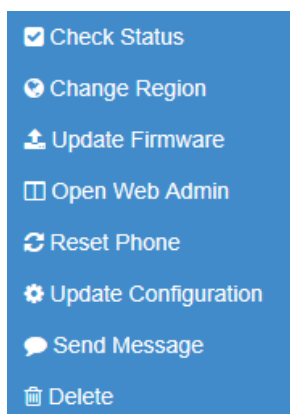 Check Status
Change Region
Update Firmware
Open Web Admin
Reset Phone
Update Configuration
Send Message
Delete